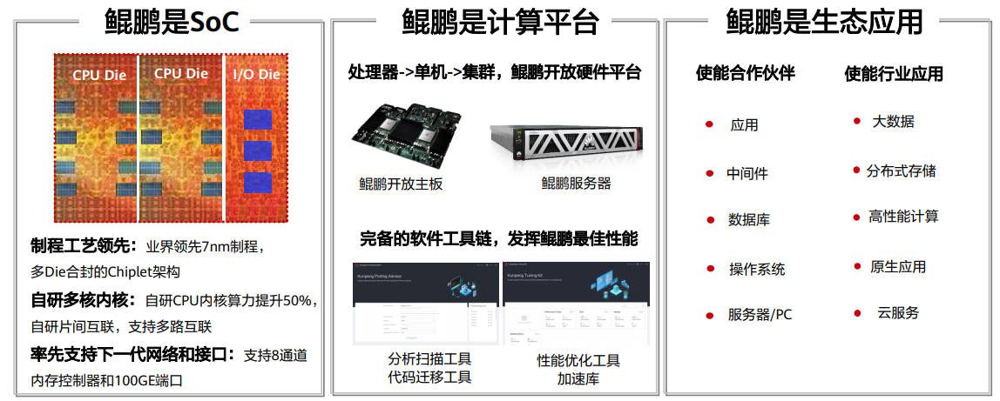 鲲鹏是SoC
CPU Die
CPU Die
I/O Die
制程工艺领先：业界领先7nm制程，
多Die合封的Chiplet架构
自研多核内核：自研CPU内核算力提升50%，
自研片间互联，支持多路互联
率先支持下一代网络和接口：支持8通道
内存控制器和100GE端口
鲲鹏是计算平台
处理器->单机->集群，鲲鹏开放硬件平台
鲲鹏开放主板
鲲鹏服务器
完备的软件工具链，发挥鲲鹏最佳性能
Kunpeng Porting Advisor
Kunpeng Tuning Kit
分析扫描工具
代码迁移工具
性能优化工具
加速库
鲲鹏是生态应用
使能合作伙伴
应用
中间件
数据库
操作系统
服务器/PC
使能行业应用
大数据
分布式存储
高性能计算
原生应用
云服务